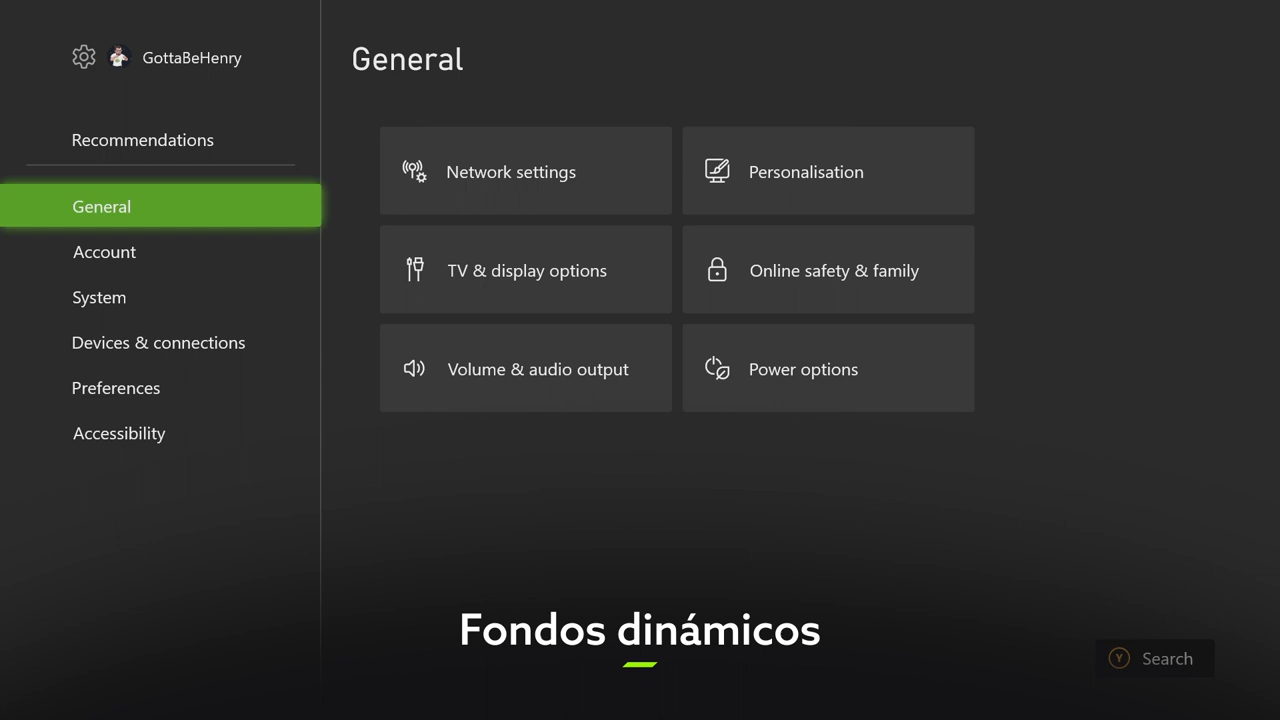 GottaBeHenry
Recommendations
General
Account
System
Devices & connections
Preferences
Accessibility
General
Network settings
Personalisation
TV & display options
Online safety & family
Volume & audio output
Power options
Fondos dinámicos
Y Search